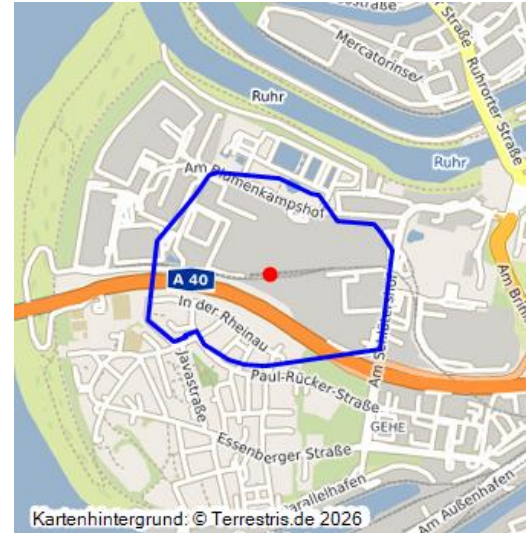 Mercatorinsel
Ruhrorter Straße
Ruhr
Ruhr
Am Blumenkampshof
A 40
In der Rheinau
Am Schlütershof
Javastraße
Paul-Rücker-Straße
GEHE
Essenberger Straße
Parallelhafen
Am Außenhafen
Kartenhintergrund: © Terrestris.de 2026